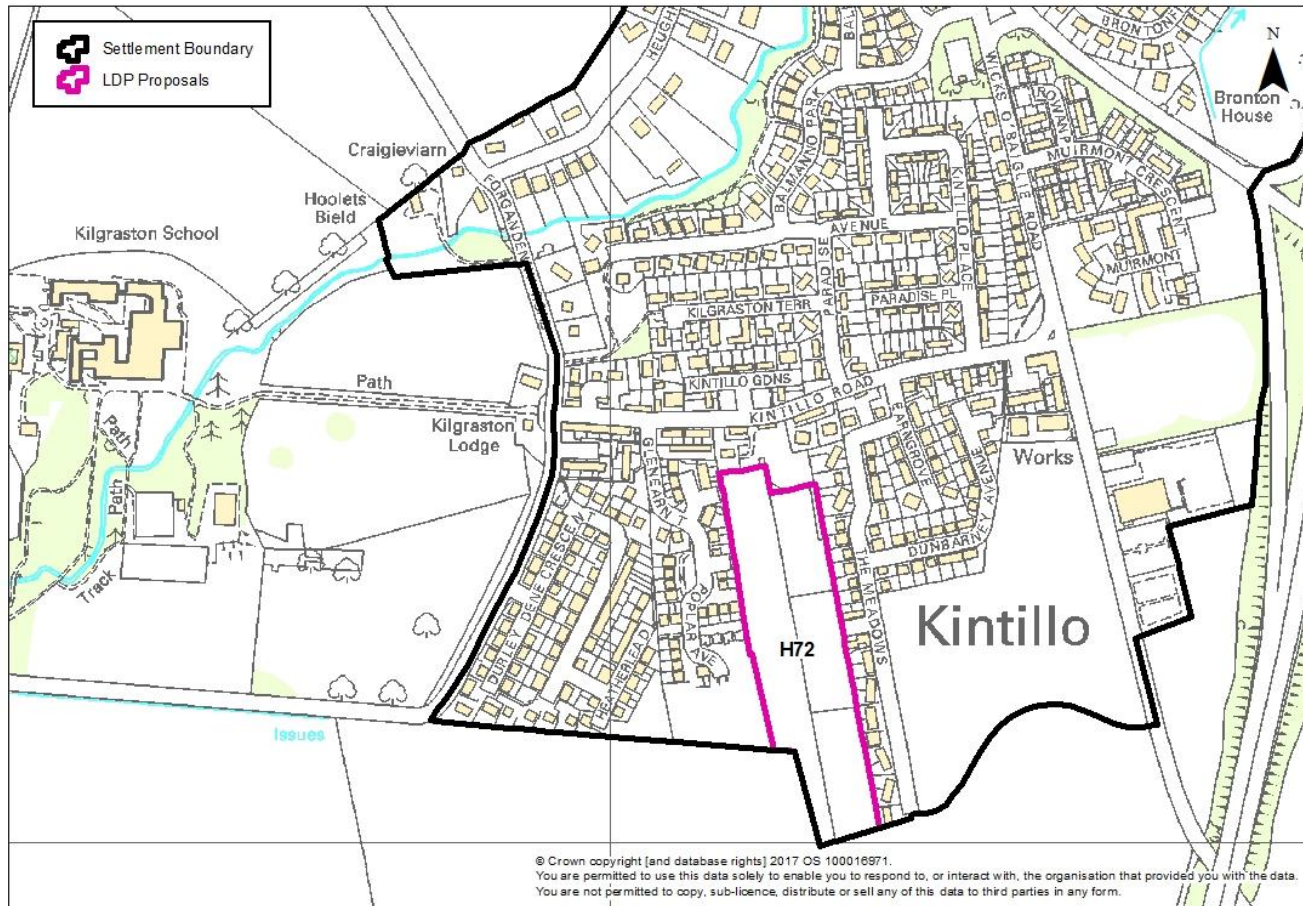 Settlement Boundary
LDP Proposals
N
HEUGH
BAL
BRONTONF
Bronton
House
WICKS O'BAIGLIE ROAD
ROWAN
MUIRMONT CRESCENT
MUIRMONT
BALMANNO PARK
KINTILLO PLACE
Craigieviarn
FORGANDEN
Hoolets
Bield
Kilgraston School
AVENUE
PARADISE
PARADISE PL
KILGRASTON TERR
KINTILLO GDNS
KINTILLO ROAD
Path
Kilgraston
Lodge
Path
Path
Track
GLENEARN
EARNGROVE
DUNBARNEY AVENUE
Works
DURLEY DENE CRESCENT
HEATHERLEA
POPLAR AVE
THE MEADOWS
H72
Kintillo
Issues
© Crown copyright [and database rights] 2017 OS 100016971.
You are permitted to use this data solely to enable you to respond to, or interact with, the organisation that provided you with the data.
You are not permitted to copy, sub-licence, distribute or sell any of this data to third parties in any form.